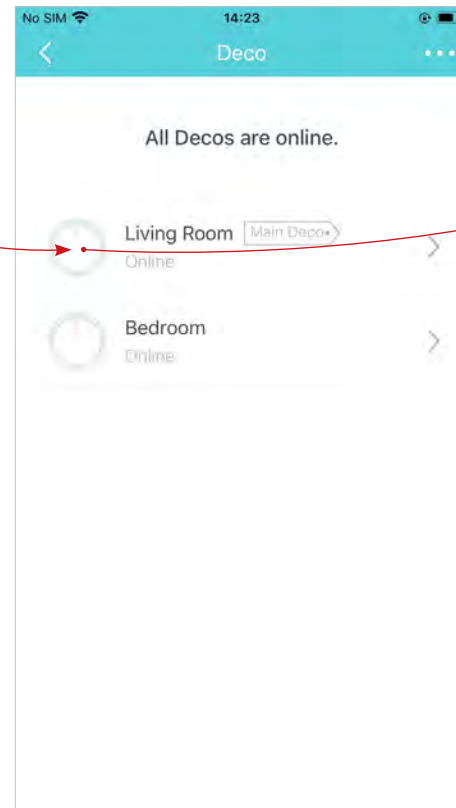 No SIM 14:23
Deco
All Decos are online.
Living Room Main Deco
Online
Bedroom
Online